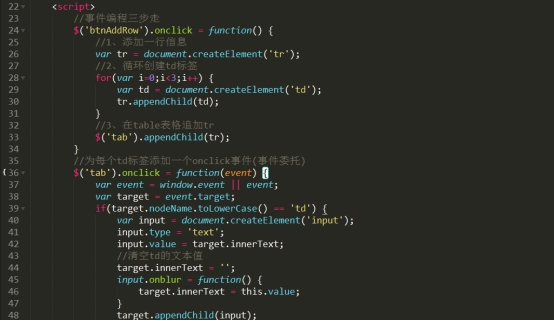 22 <script>
23 //事件编程三步走
24 $('btnAddRow').onclick = function() {
25 //1、添加一行信息
26 var tr = document.createElement('tr');
27 //2、循环创建td标签
28 for(var i=0;i<3;i++) {
29 var td = document.createElement('td');
30 tr.appendChild(td);
31 }
32 //3、在table表格追加tr
33 $('tab').appendChild(tr);
34 }
35 //为每个td标签添加一个onclick事件(事件委托)
36 $('tab').onclick = function(event) {
37 var event = window.event || event;
38 var target = event.target;
39 if(target.nodeName.toLowerCase() == 'td') {
40 var input = document.createElement('input');
41 input.type = 'text';
42 input.value = target.innerText;
43 //清空td的文本值
44 target.innerText = '';
45 input.onblur = function() {
46 target.innerText = this.value;
47 }
48 target.appendChild(input);